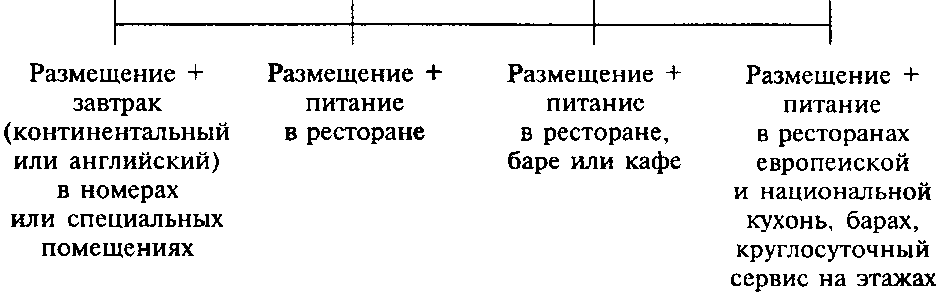 Размещение +
завтрак
(континентальный
или английский)
в номерах
или специальных
помещениях
Размещение +
питание
в ресторане
Размещение +
питание
в ресторане,
баре или кафе
Размещение +
питание
в ресторанах
европеиской
и национальной
кухонь, барах,
круглосуточный
сервис на этажах